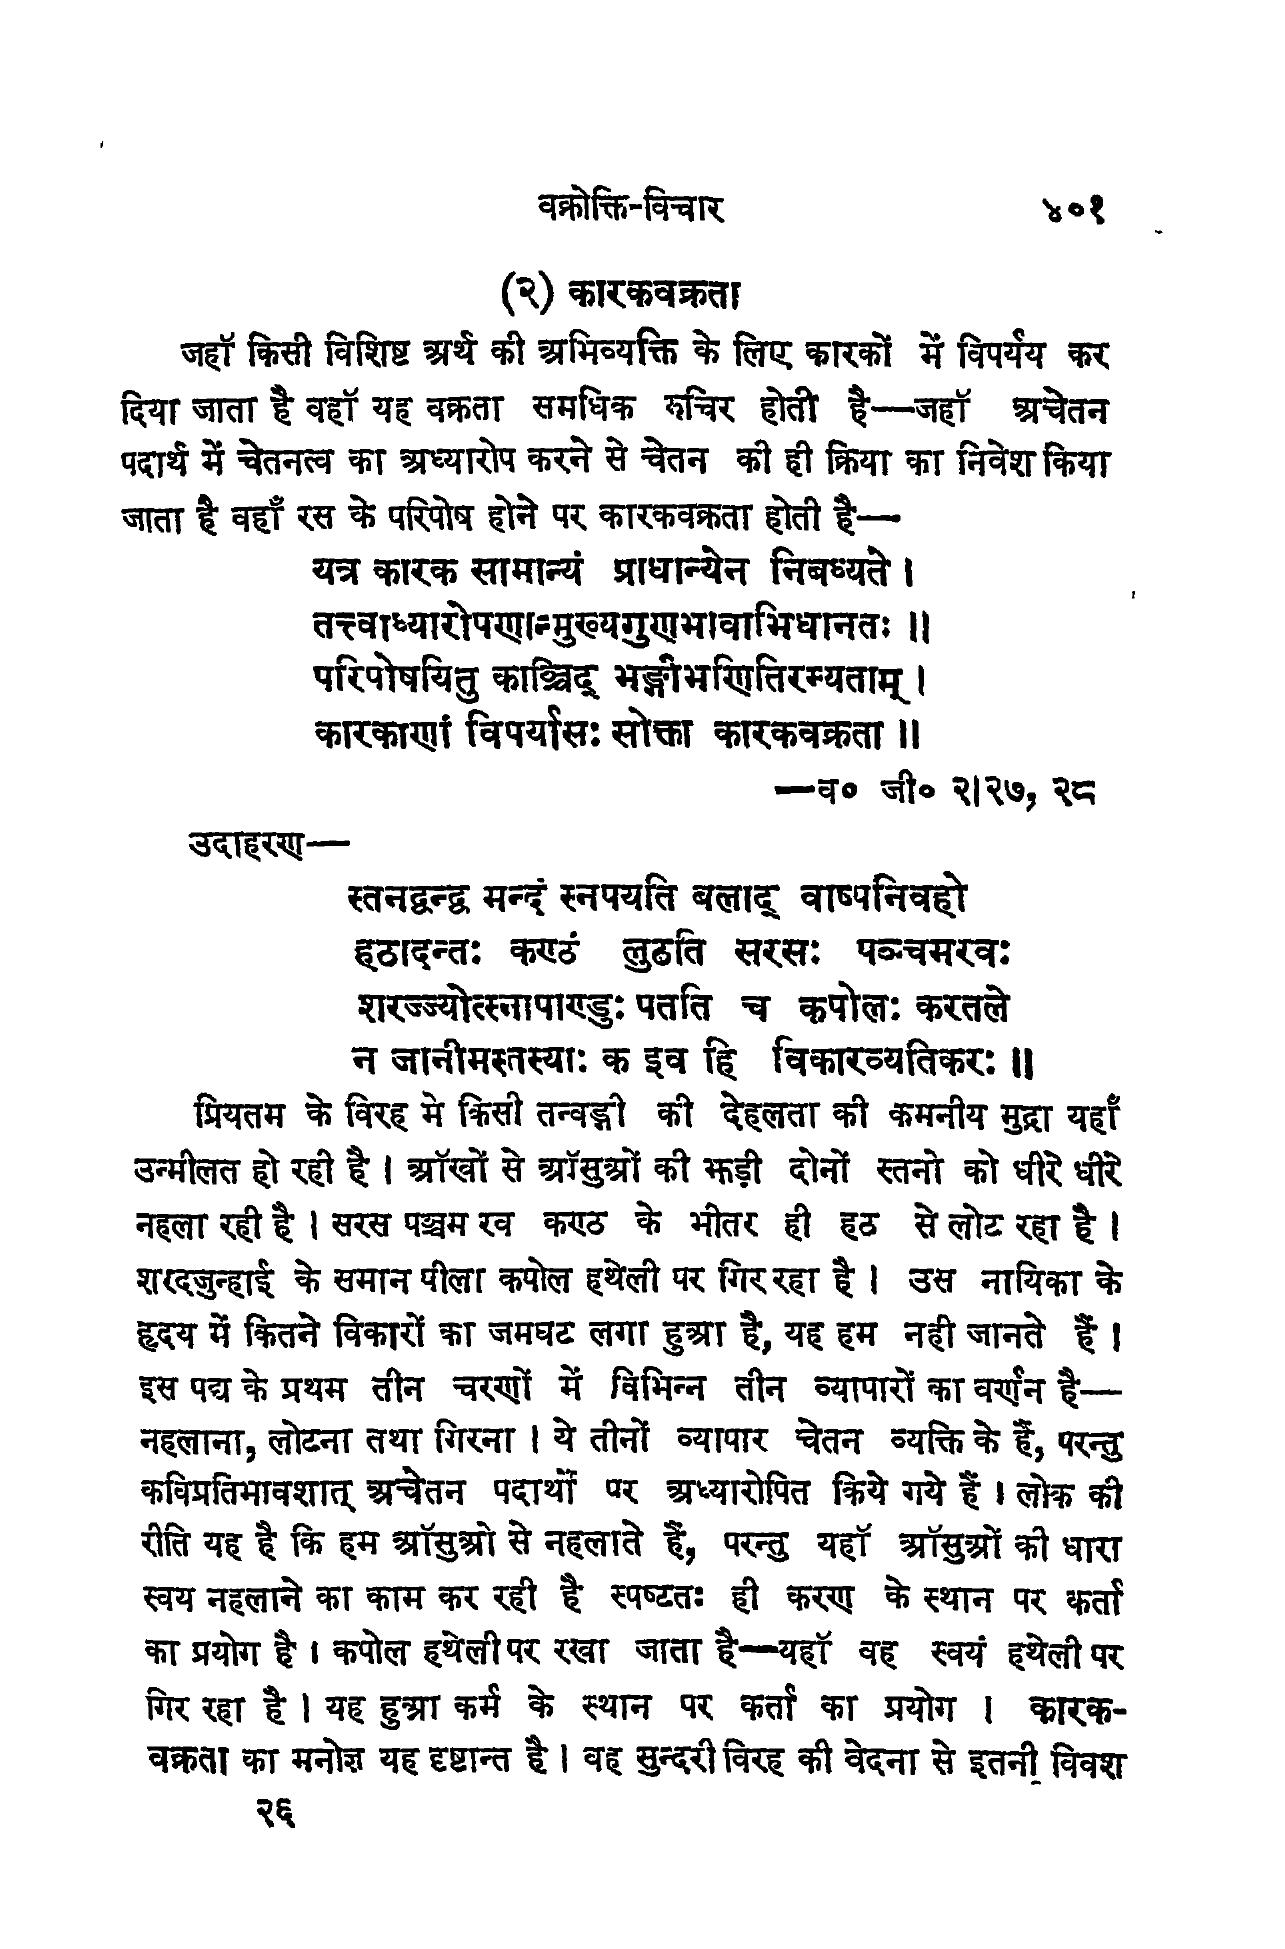 वक्रोक्ति-विचार ४०१
(२) कारकवक्रता
जहॉ किसी विशिष्ट अर्थ की अभिव्यक्ति के लिए कारकों में विपर्यय कर
दिया जाता है वहॉ यह वक्रता समधिक रुचिर होती है—जहॉ अचेतन
पदार्थ में चेतनत्व का अध्यारोप करने से चेतन की ही क्रिया का निवेश किया
जाता है वहाँ रस के परिपोष होने पर कारकवक्रता होती है—
यत्र कारक सामान्यं प्राधान्येन निबध्यते।
तत्त्वाध्यारोपणान्मुख्यगुणभावाभिधानतः॥
परिपोषयितु काञ्चिद् भङ्गीभणितिरम्यताम्।
कारकाणां विपर्यासः सोक्ता कारकवक्रता॥
—व० जी० २।२७, २८
उदाहरण—
स्तनद्वन्द्व मन्दं स्नपयति बलाद् वाष्पनिवहो
हठादन्तः कण्ठं लुठति सरसः पञ्चमरवः
शरज्ज्योत्स्नापाण्डुः पतति च कपोलः करतले
न जानीमस्तस्याः क इव हि विकारव्यतिकरः॥
प्रियतम के विरह मे किसी तन्वङ्गी की देहलता की कमनीय मुद्रा यहाँ
उन्मीलत हो रही है। ऑखों से ऑसुओं की झड़ी दोनों स्तनो को धीरे धीरे
नहला रही है। सरस पञ्चम रव कण्ठ के भीतर ही हठ से लोट रहा है।
शरदजुन्हाई के समान पीला कपोल हथेली पर गिर रहा है। उस नायिका के
हृदय में कितने विकारों का जमघट लगा हुआ है, यह हम नही जानते हैं।
इस पद्य के प्रथम तीन चरणों में विभिन्न तीन व्यापारों का वर्णन है—
नहलाना, लोटना तथा गिरना। ये तीनों व्यापार चेतन व्यक्ति के हैं, परन्तु
कविप्रतिभावशात् अचेतन पदार्थों पर अध्यारोपित किये गये हैं। लोक की
रीति यह है कि हम ऑसुओ से नहलाते हैं, परन्तु यहॉ ऑसुओं की धारा
स्वय नहलाने का काम कर रही है स्पष्टतः ही करण के स्थान पर कर्ता
का प्रयोग है। कपोल हथेली पर रखा जाता है—यहॉ वह स्वयं हथेली पर
गिर रहा है। यह हुआ कर्म के स्थान पर कर्ता का प्रयोग। कारक-
वक्रता का मनोज्ञ यह दृष्टान्त है। वह सुन्दरी विरह की वेदना से इतनी विवश
२६